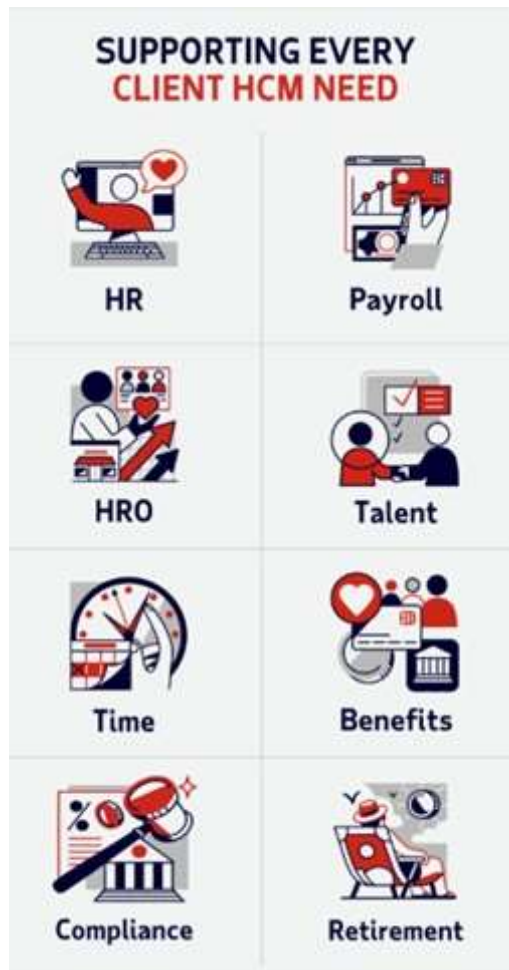 SUPPORTING EVERY
CLIENT HCM NEED
HR
Payroll
HRO
Talent
Time
Benefits
Compliance
Retirement